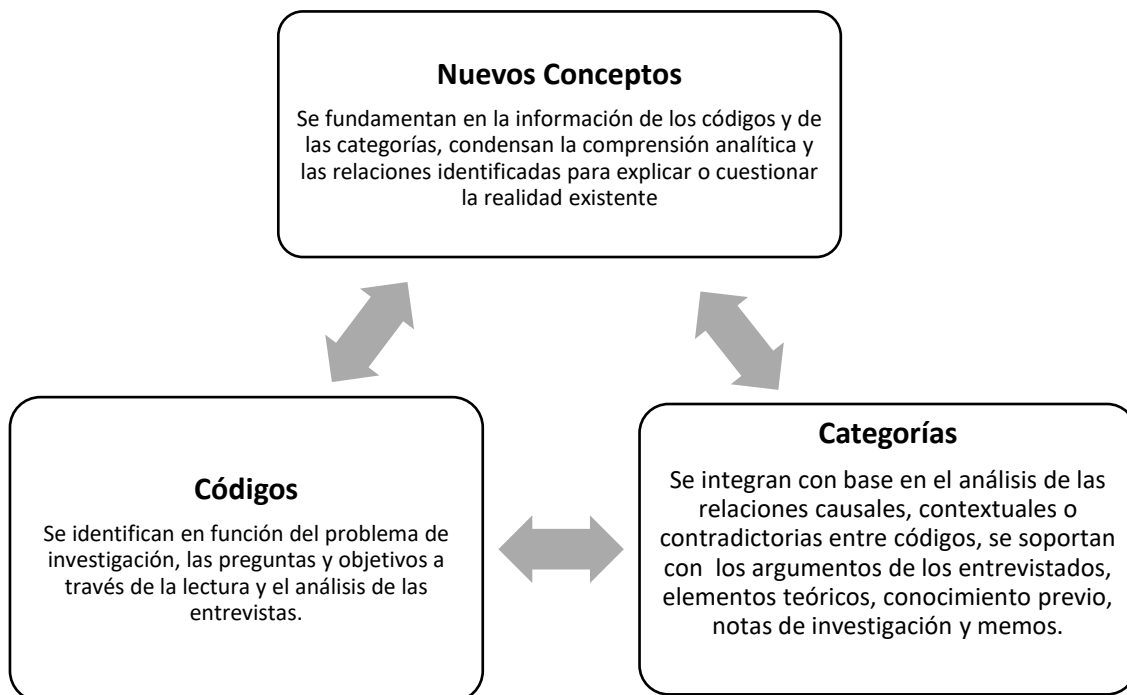 Nuevos Conceptos
Se fundamentan en la información de los códigos y de
las categorías, condensan la comprensión analítica y
las relaciones identificadas para explicar o cuestionar
la realidad existente
Códigos
Se identifican en función del problema de
investigación, las preguntas y objetivos a
través de la lectura y el análisis de las
entrevistas.
Categorías
Se integran con base en el análisis de las
relaciones causales, contextuales o
contradictorias entre códigos, se soportan
con  los argumentos de los entrevistados,
elementos teóricos, conocimiento previo,
notas de investigación y memos.